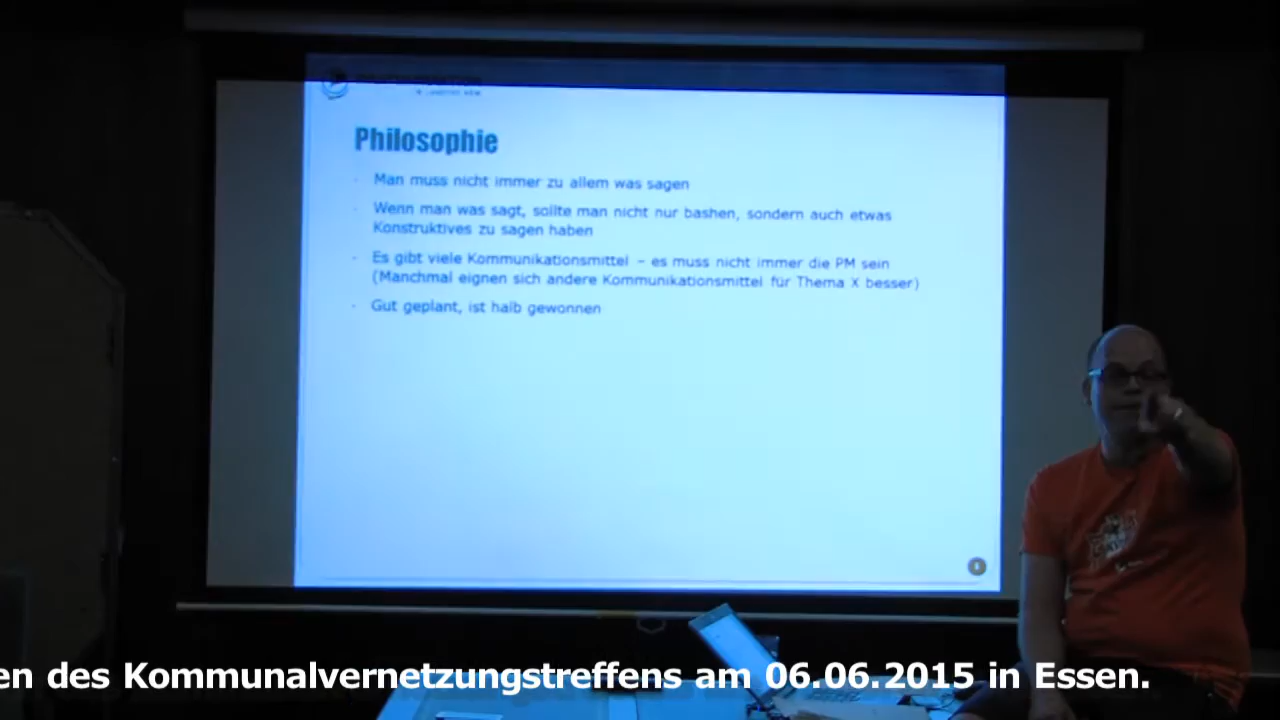 Philosophie
Man muss nicht immer zu allem was sagen
Wenn man was sagt, sollte man nicht nur bashen, sondern auch etwas
Konstruktives zu sagen haben
Es gibt viele Kommunikationsmittel – es muss nicht immer die PM sein
(Manchmal eignen sich andere Kommunikationsmittel für Thema X besser)
Gut geplant, ist halb gewonnen
en des Kommunalvernetzungstreffens am 06.06.2015 in Essen.